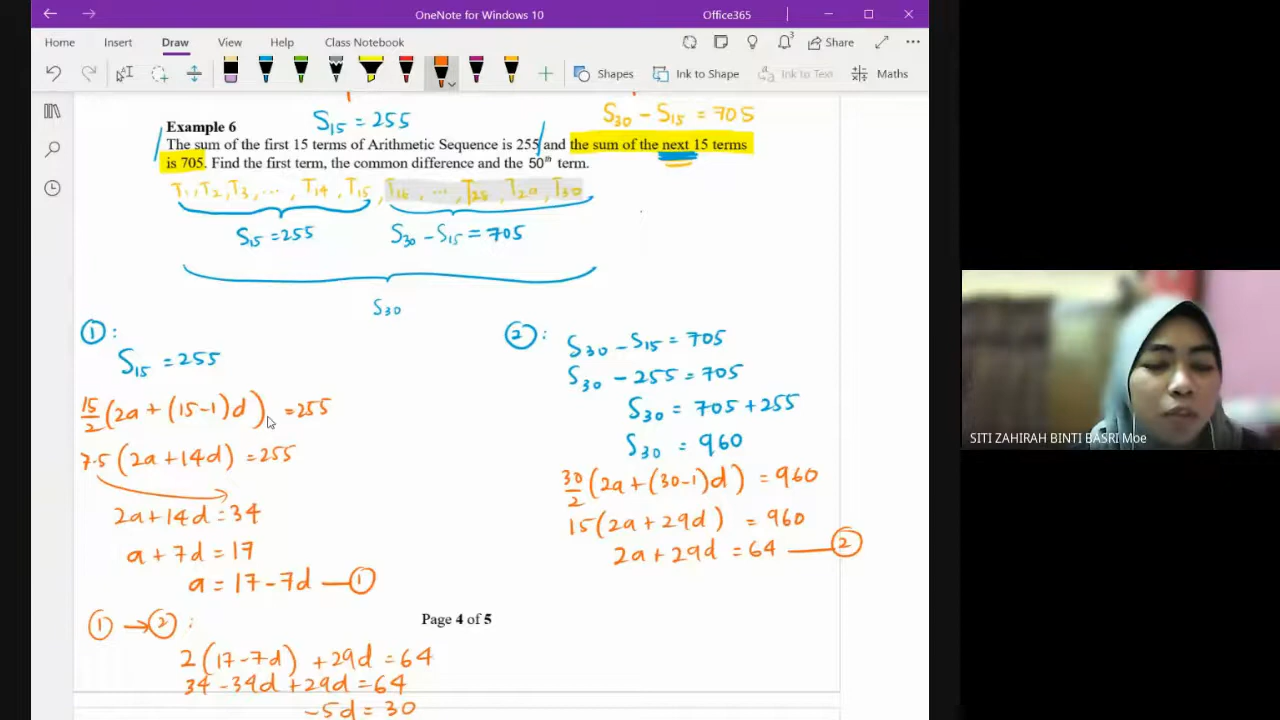 OneNote for Windows 10
Office365
Home Insert Draw View Help Class Notebook
Share
Shapes Ink to Shape Ink to Text Maths
S15 = 255
S30 - S15 = 705
Example 6
The sum of the first 15 terms of Arithmetic Sequence is 255 and the sum of the next 15 terms
is 705. Find the first term, the common difference and the 50th term.
T1, T2, T3, ..., T14, T15, T16, ..., T28, T29, T30
S15 = 255
S30 - S15 = 705
S30
1 :
S15 = 255
15/2 (2a + (15-1)d) = 255
7.5 (2a + 14d) = 255
2a + 14d = 34
a + 7d = 17
a = 17 - 7d — 1
2 :
S30 - S15 = 705
S30 - 255 = 705
S30 = 705 + 255
S30 = 960
30/2 (2a + (30-1)d) = 960
15 (2a + 29d) = 960
2a + 29d = 64 — 2
Page 4 of 5
1 → 2 :
2 (17 - 7d) + 29d = 64
34 - 34d + 29d = 64
-5d = 30
SITI ZAHIRAH BINTI BASRI Moe